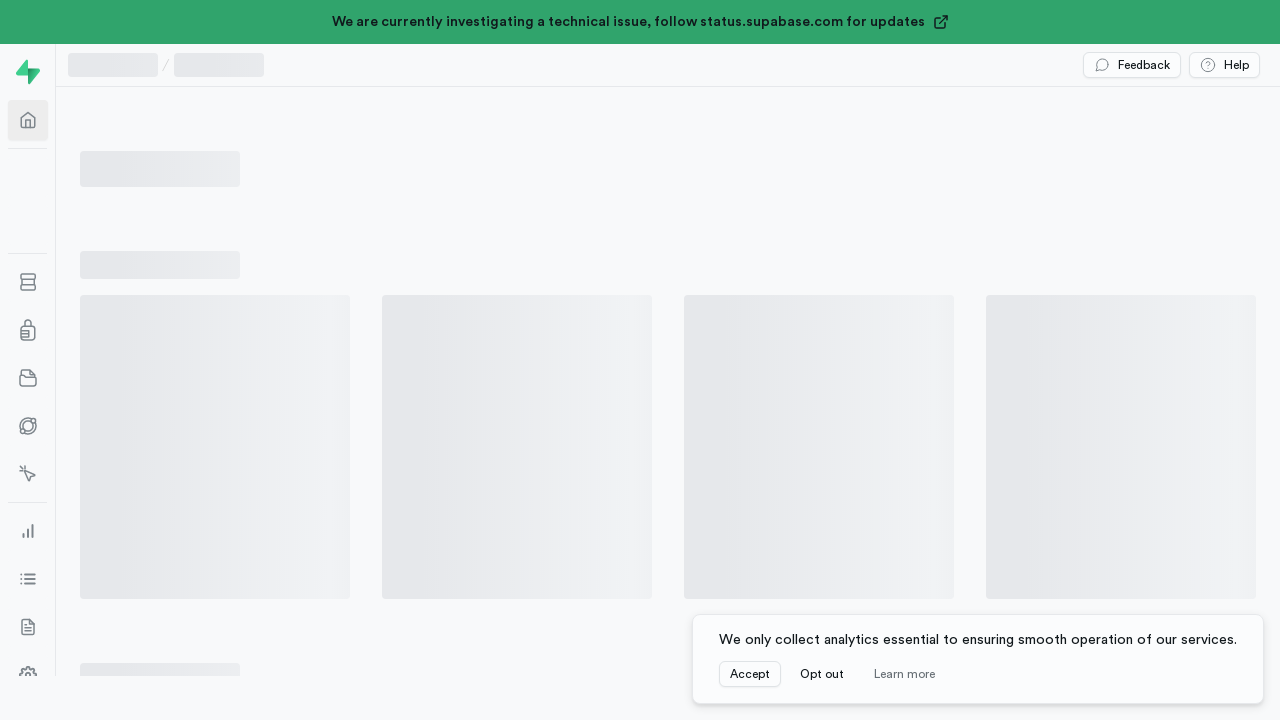 We are currently investigating a technical issue, follow status.supabase.com for updates
/
Feedback
Help
We only collect analytics essential to ensuring smooth operation of our services.
Accept
Opt out
Learn more